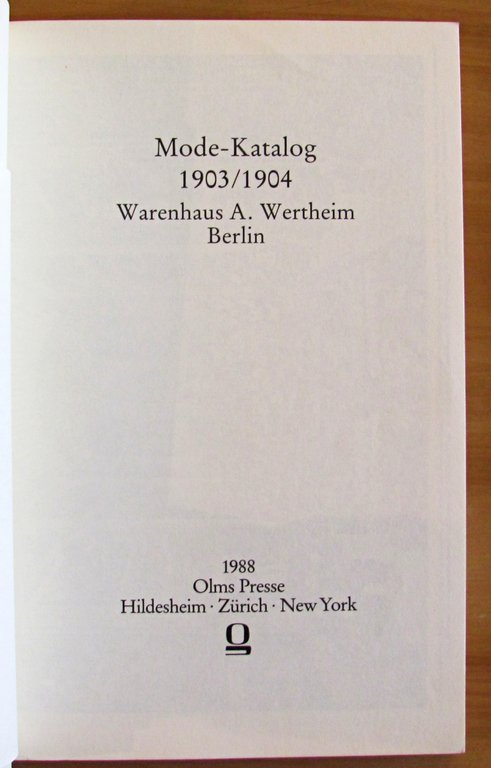 Mode-Katalog
1903/1904
Warenhaus A. Wertheim
Berlin
1988
Olms Presse
Hildesheim · Zürich · New York